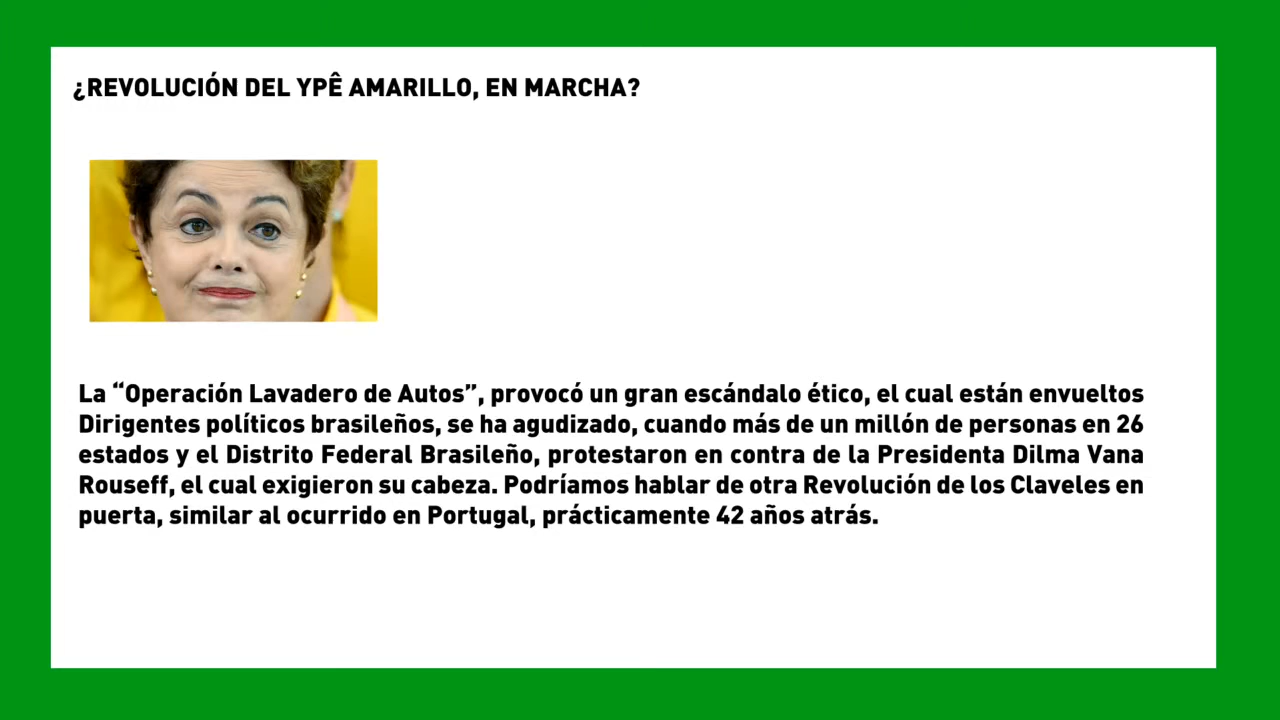 ¿REVOLUCIÓN DEL YPÊ AMARILLO, EN MARCHA?
La “Operación Lavadero de Autos”, provocó un gran escándalo ético, el cual están envueltos
Dirigentes políticos brasileños, se ha agudizado, cuando más de un millón de personas en 26
estados y el Distrito Federal Brasileño, protestaron en contra de la Presidenta Dilma Vana
Rouseff, el cual exigieron su cabeza. Podríamos hablar de otra Revolución de los Claveles en
puerta, similar al ocurrido en Portugal, prácticamente 42 años atrás.